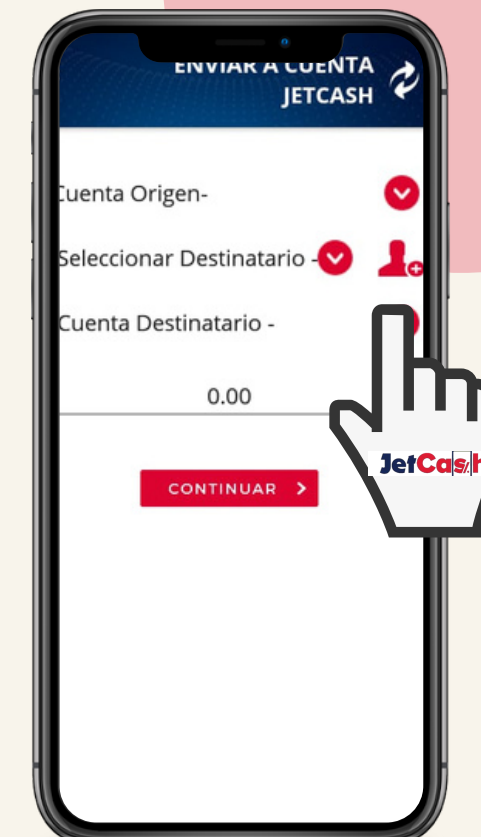 ENVIAR A CUENTA
JETCASH
Cuenta Origen-
Seleccionar Destinatario -
Cuenta Destinatario -
0.00
CONTINUAR
JetCash